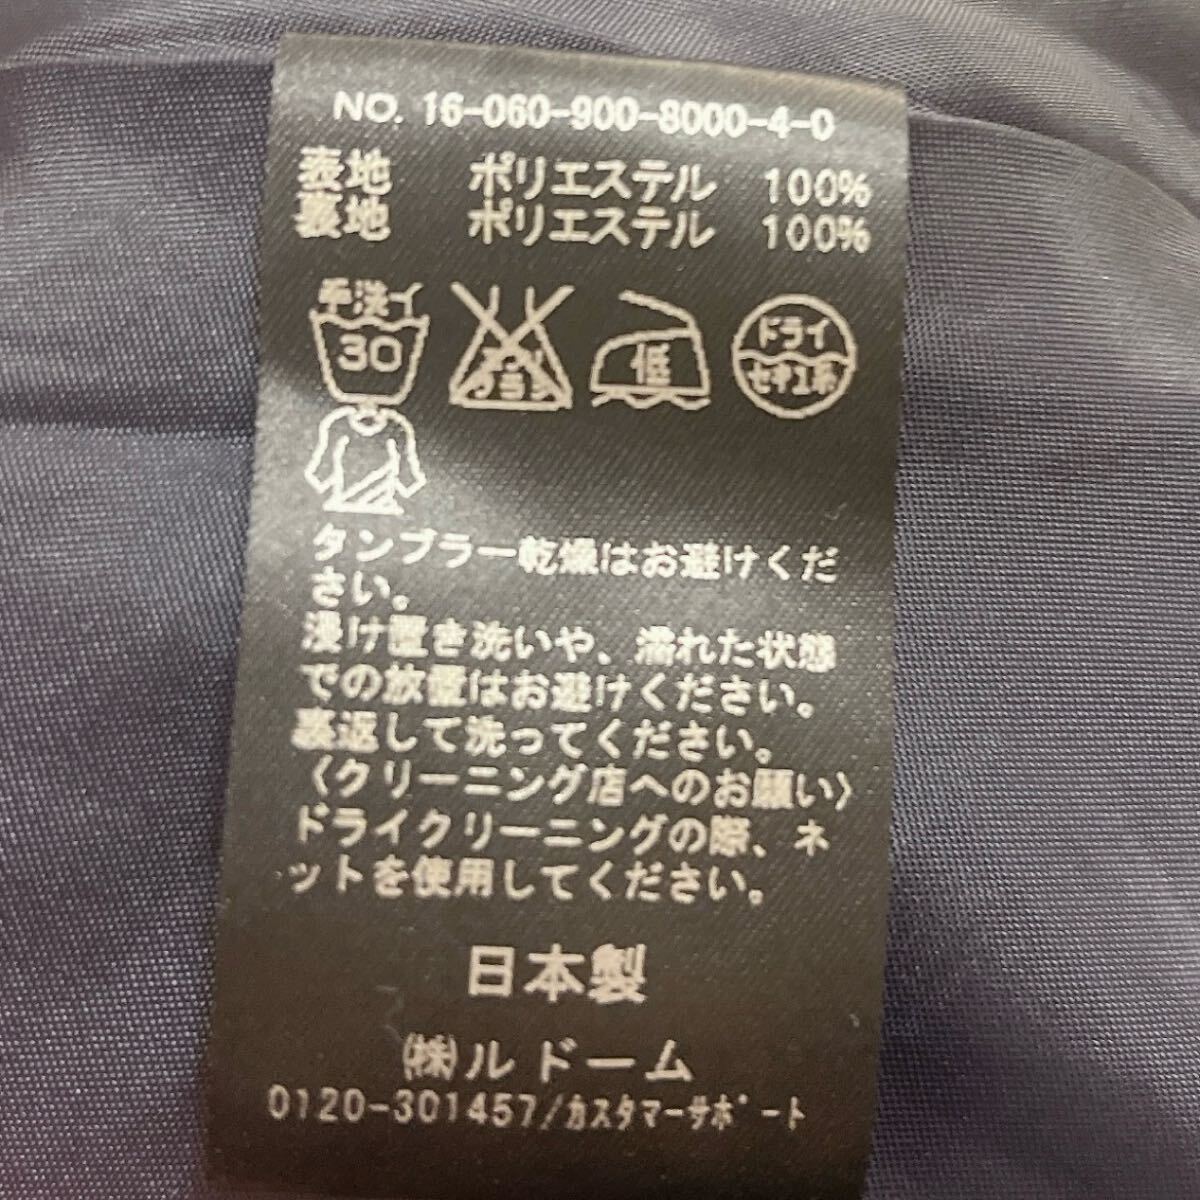 NO. 16-060-900-8000-4-0
表地 ポリエステル 100%
裏地 ポリエステル 100%
手洗イ
30
エンソ
サラシ
低
ドライ
セキユ系
タンブラー乾燥はお避けくだ
さい。
浸け置き洗いや、濡れた状態
での放置はお避けください。
裏返して洗ってください。
〈クリーニング店へのお願い〉
ドライクリーニングの際、ネ
ットを使用してください。
日本製
㈱ルドーム
0120-301457/カスタマーサポート